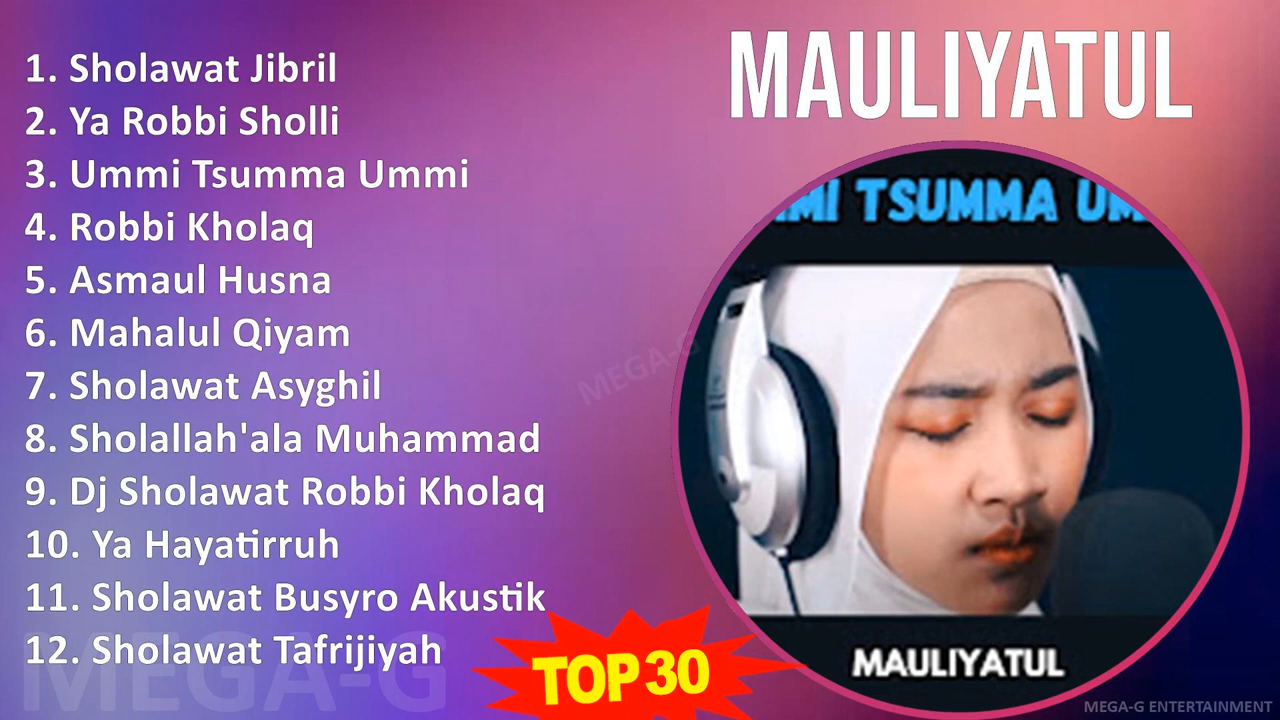 1. Sholawat Jibril
2. Ya Robbi Sholli
3. Ummi Tsumma Ummi
4. Robbi Kholaq
5. Asmaul Husna
6. Mahalul Qiyam
7. Sholawat Asyghil
8. Sholallah'ala Muhammad
9. Dj Sholawat Robbi Kholaq
10. Ya Hayatirruh
11. Sholawat Busyro Akustik
12. Sholawat Tafrijiyah
MEGA-G
TOP 30
MAULIYATUL
TSUMMA
MEGA-G
MAULIYATUL
MEGA-G ENTERTAINMENT